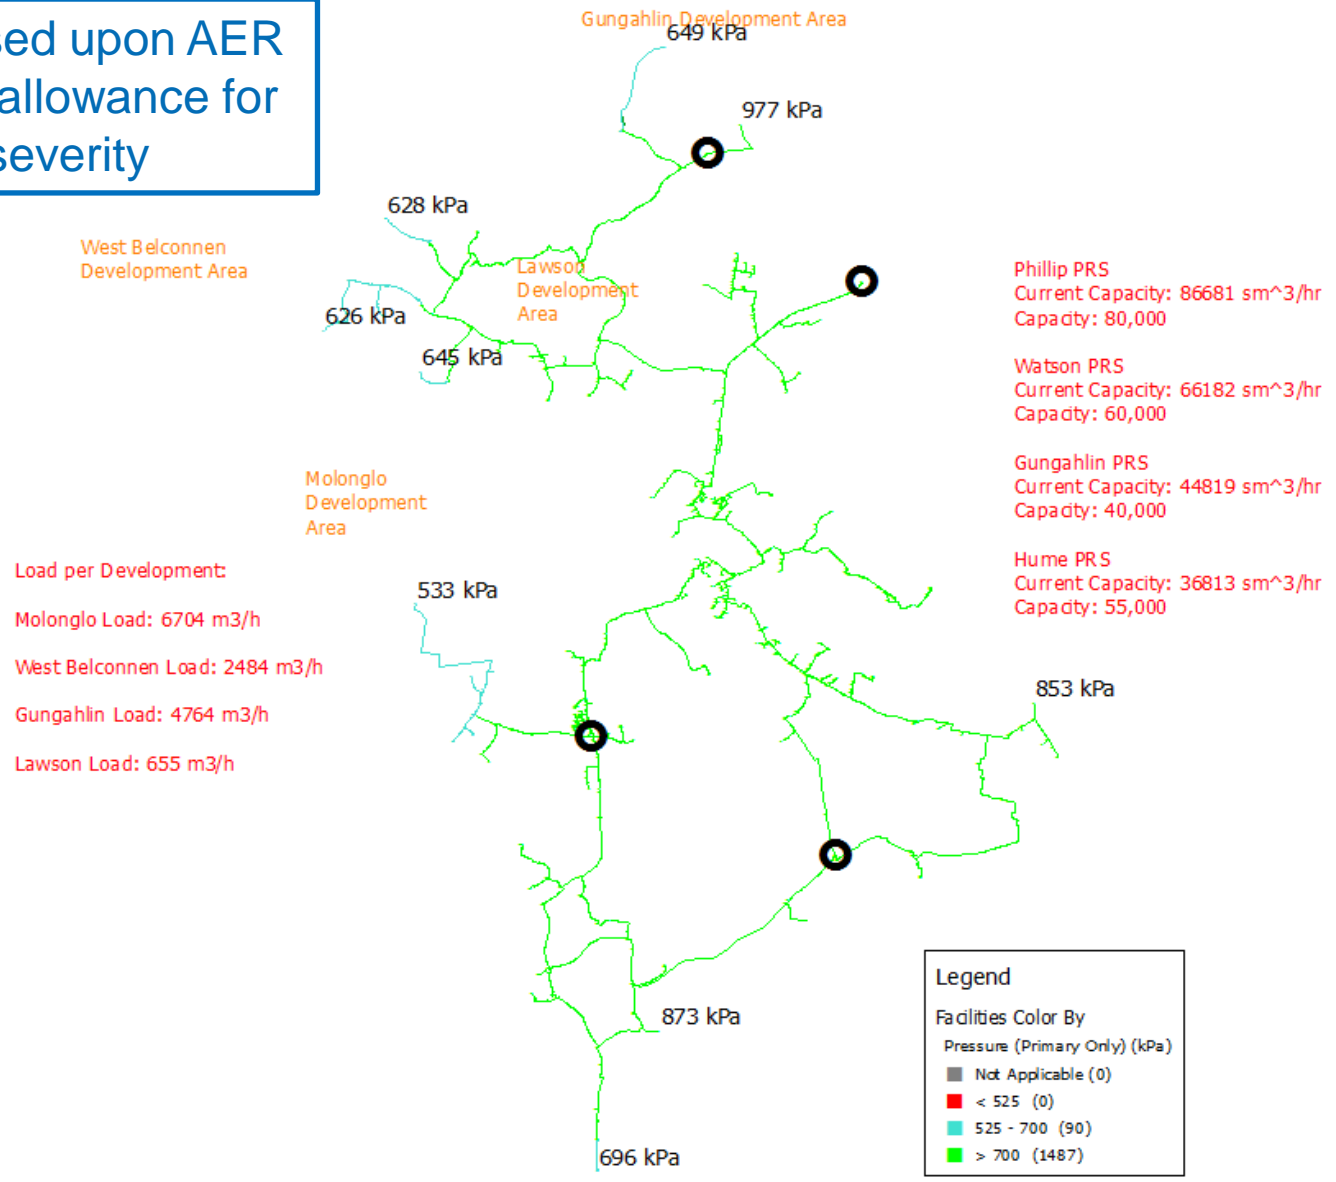 sed upon AER
allowance for
severity
Gungahlin Development Area
649 kPa
977 kPa
628 kPa
West Belconnen
Development Area
Lawson
Development
Area
626 kPa
645 kPa
Phillip PRS
Current Capacity: 86681 sm^3/hr
Capacity: 80,000
Watson PRS
Current Capacity: 66182 sm^3/hr
Capacity: 60,000
Gungahlin PRS
Current Capacity: 44819 sm^3/hr
Capacity: 40,000
Hume PRS
Current Capacity: 36813 sm^3/hr
Capacity: 55,000
Molonglo
Development
Area
Load per Development:
Molonglo Load: 6704 m3/h
West Belconnen Load: 2484 m3/h
Gungahlin Load: 4764 m3/h
Lawson Load: 655 m3/h
533 kPa
853 kPa
873 kPa
696 kPa
Legend
Facilities Color By
Pressure (Primary Only) (kPa)
Not Applicable (0)
< 525 (0)
525 - 700 (90)
> 700 (1487)